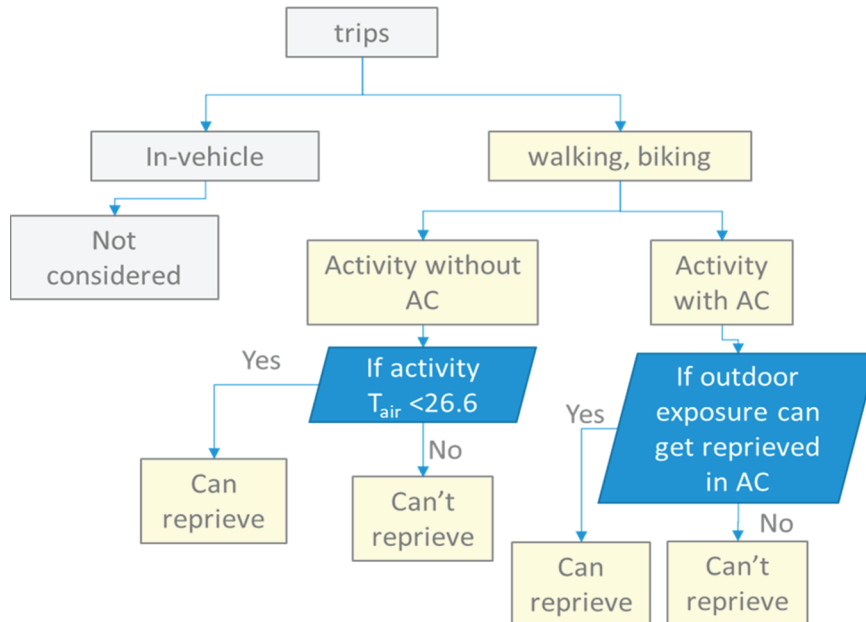 trips
In-vehicle
walking, biking
Not
considered
Activity without
AC
Activity
with AC
Yes
If activity
T_air <26.6
If outdoor
exposure can
get reprieved
in AC
Yes
No
Can
reprieve
Can't
reprieve
No
Can
reprieve
Can't
reprieve